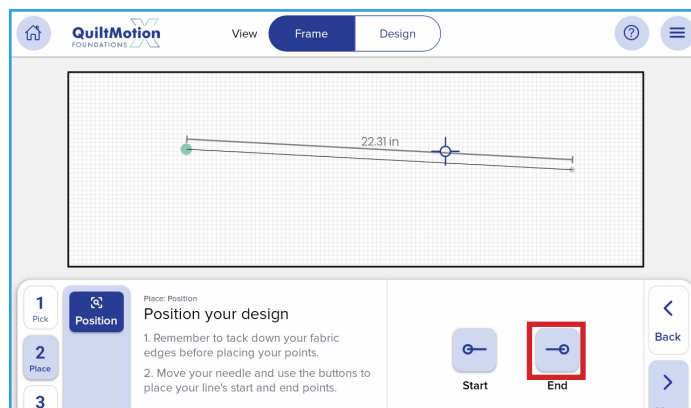 QuiltMotion X
FOUNDATIONS
View
Frame
Design
?
22.31 in
1
Pick
Position
2
Place
3
Place: Position
Position your design
1. Remember to tack down your fabric
edges before placing your points.
2. Move your needle and use the buttons to
place your line's start and end points.
Start
End
Back